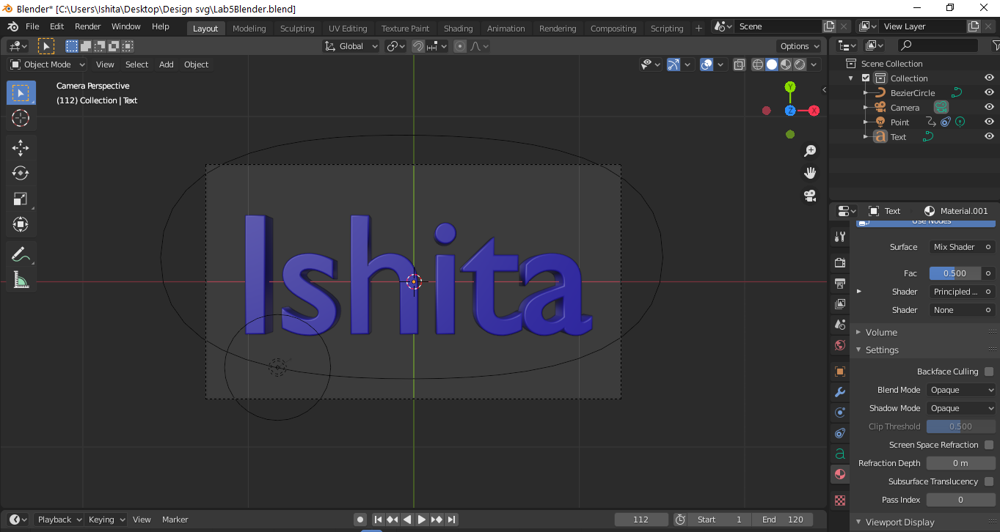 Blender* [C:\Users\Ishita\Desktop\Design svg\Lab5Blender.blend]
File Edit Render Window Help Layout Modeling Sculpting UV Editing Texture Paint Shading Animation Rendering Compositing Scripting + Scene View Layer
Global Options
Object Mode View Select Add Object
Scene Collection
Collection
BezierCircle
Camera
Point
Text
Camera Perspective
(112) Collection | Text
Y
Z X
Ishita
Text Material.001
Use Nodes
Surface Mix Shader
Fac 0.500
Shader Principled ...
Shader None
Volume
Settings
Backface Culling
Blend Mode Opaque
Shadow Mode Opaque
Clip Threshold 0.500
Screen Space Refraction
Refraction Depth 0 m
Subsurface Translucency
Pass Index 0
Viewport Display
Playback Keying View Marker 112 Start 1 End 120